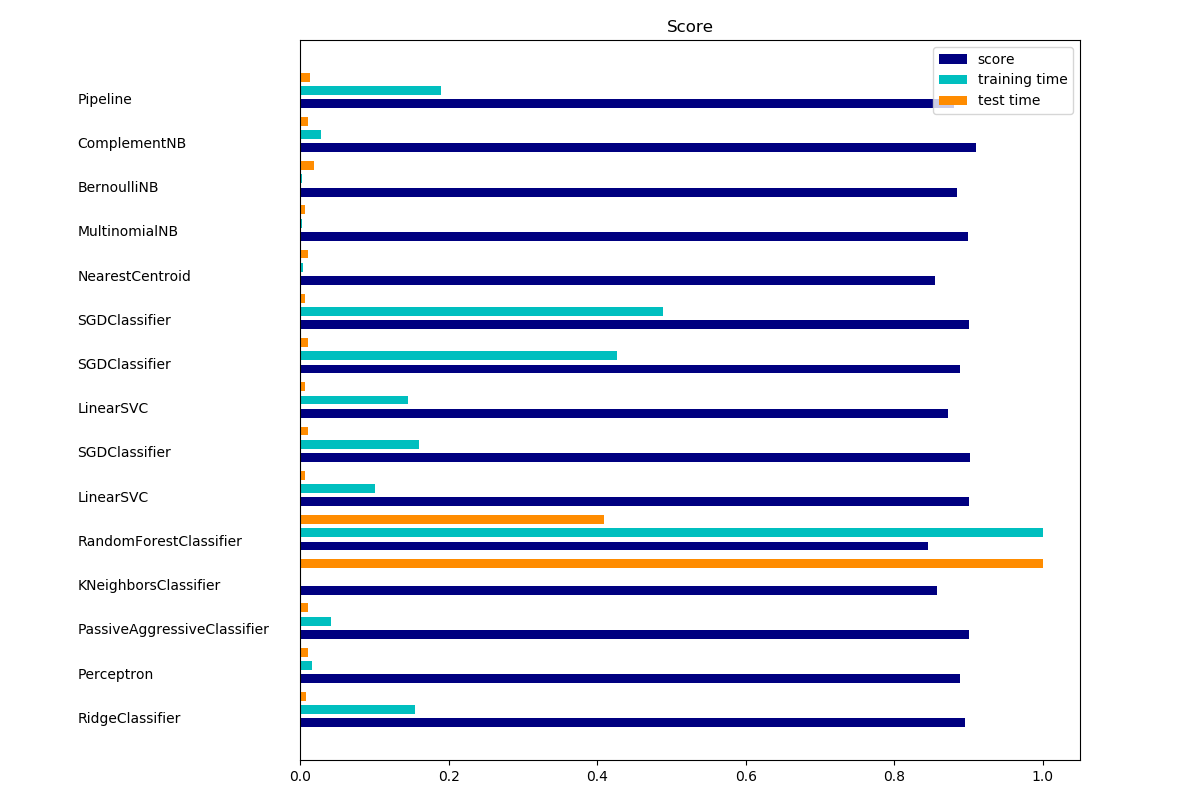 Score
score
training time
test time
Pipeline
ComplementNB
BernoulliNB
MultinomialNB
NearestCentroid
SGDClassifier
SGDClassifier
LinearSVC
SGDClassifier
LinearSVC
RandomForestClassifier
KNeighborsClassifier
PassiveAggressiveClassifier
Perceptron
RidgeClassifier
0.0 0.2 0.4 0.6 0.8 1.0